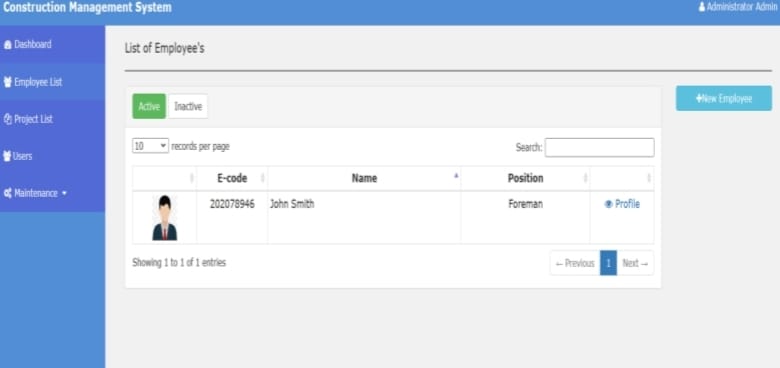 Construction Management System
Administrator Admin
Dashboard
Employee List
Project List
Users
Maintenance
List of Employee's
Active Inactive
+New Employee
10 records per page
Search:
E-code Name Position
202078946 John Smith Foreman Profile
Showing 1 to 1 of 1 entries
← Previous 1 Next →